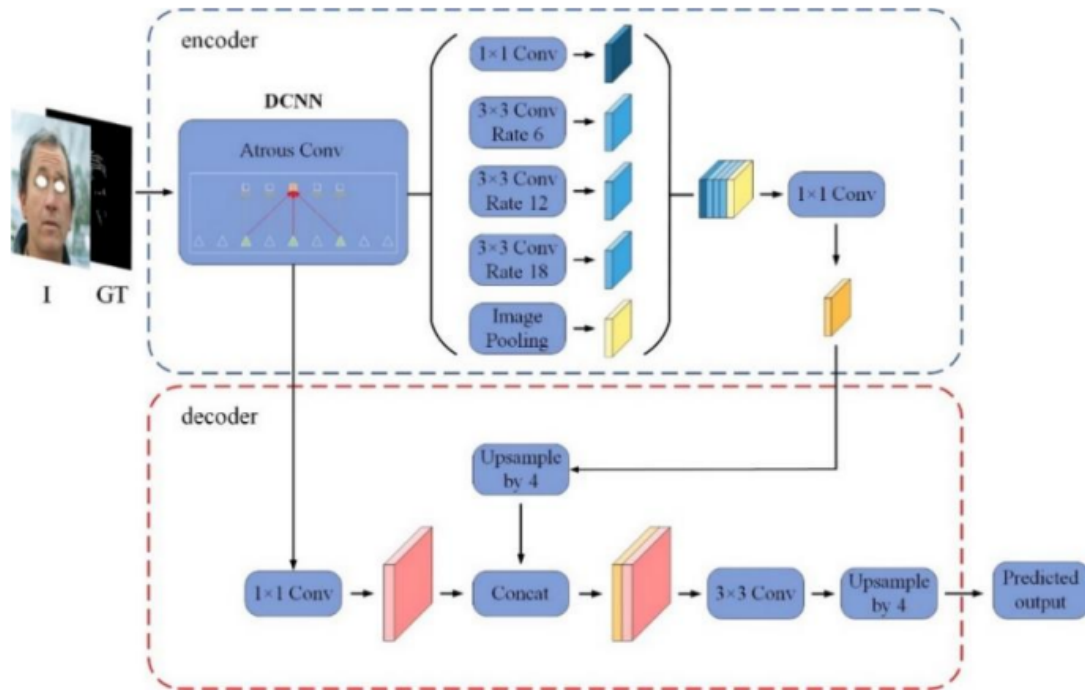 encoder
DCNN
Atrous Conv
1×1 Conv
3×3 Conv
Rate 6
3×3 Conv
Rate 12
3×3 Conv
Rate 18
Image
Pooling
1×1 Conv
I
GT
decoder
Upsample
by 4
1×1 Conv
Concat
3×3 Conv
Upsample
by 4
Predicted
output